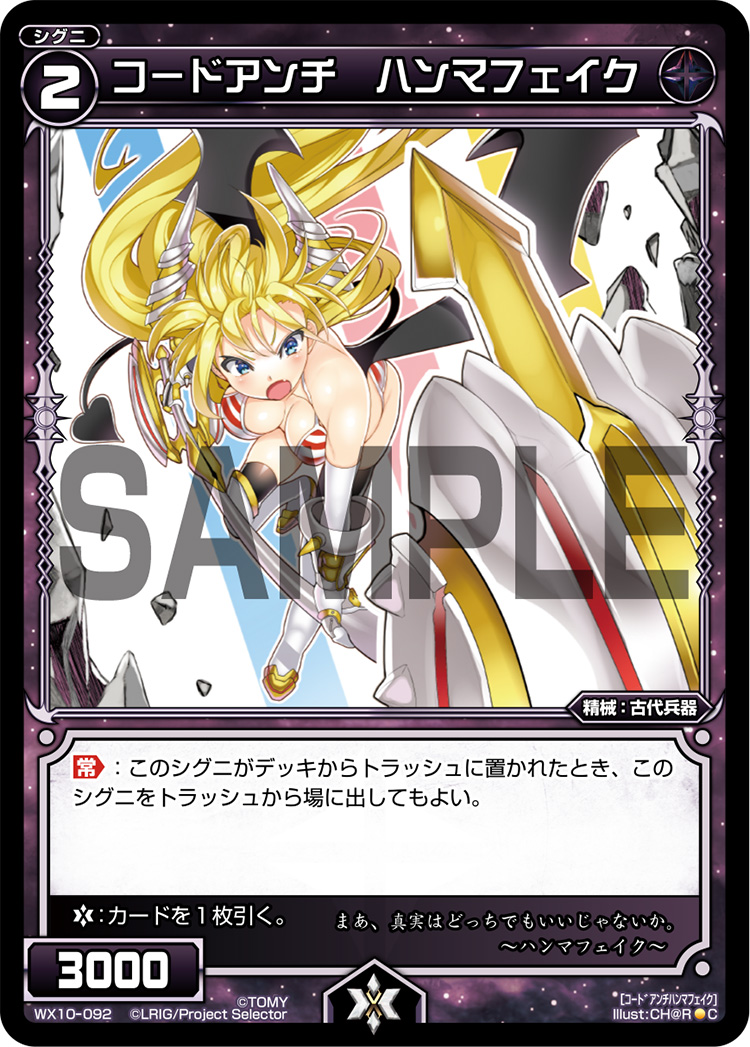 シグニ
2
コードアンチ　ハンマフェイク
SAMPLE
精械：古代兵器
常：このシグニがデッキからトラッシュに置かれたとき、この
シグニをトラッシュから場に出してもよい。
：カードを１枚引く。
まあ、真実はどっちでもいいじゃないか。
～ハンマフェイク～
3000
©TOMY
WX10-092 ©LRIG/Project Selector
[コードアンチハンマフェイク]
Illust:CH@R C